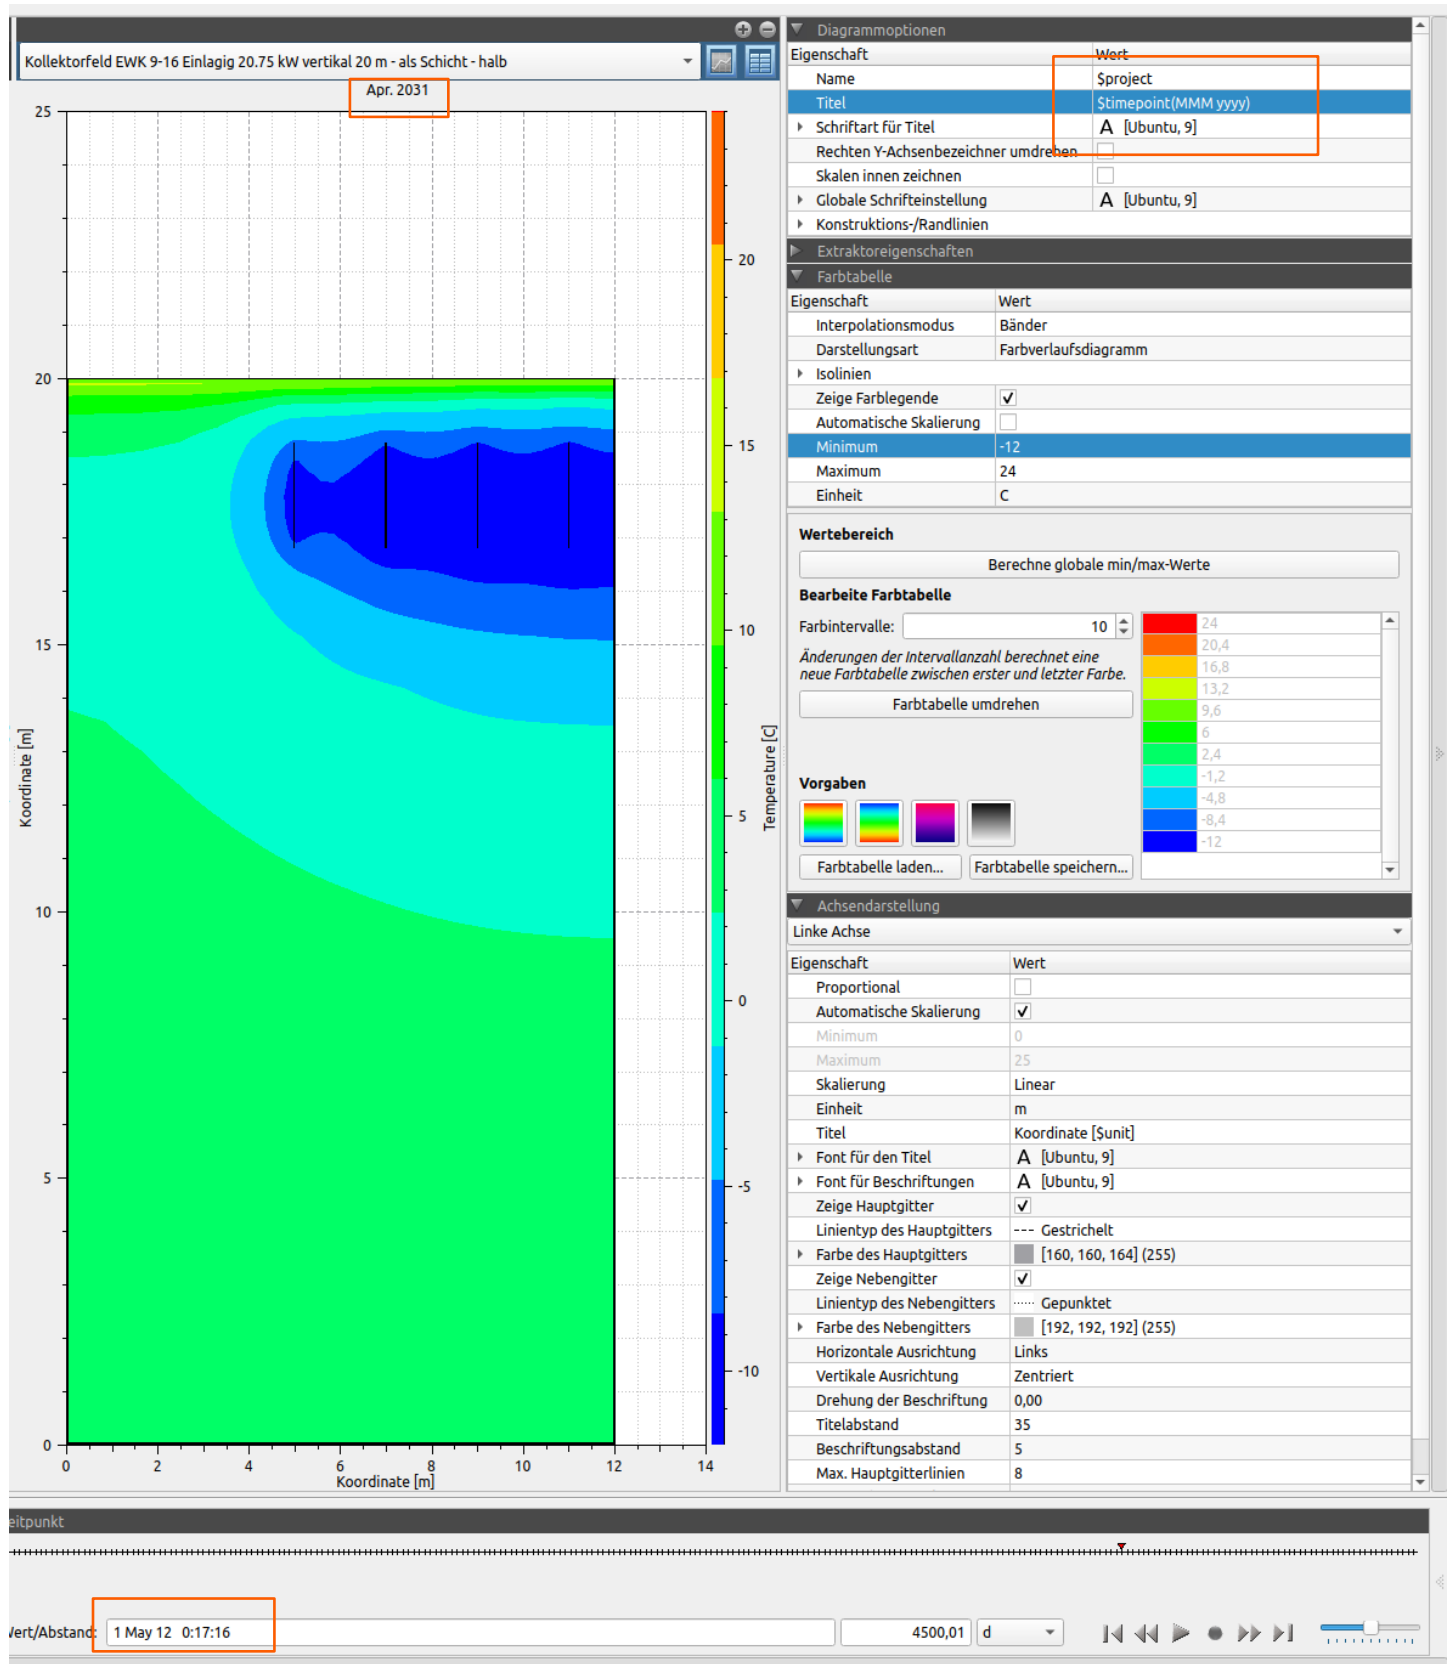 Kollektorfeld EWK 9-16 Einlagig 20.75 kW vertikal 20 m - als Schicht - halb
Apr. 2031
25
20
15
10
5
0
Koordinate [m]
0 2 4 6 8 10 12 14
Koordinate [m]
20
15
10
5
0
-5
-10
Temperature [C]
Diagrammoptionen
Eigenschaft Wert
Name $project
Titel $timepoint(MMM yyyy)
Schriftart für Titel A [Ubuntu, 9]
Rechten Y-Achsenbezeichner umdrehen
Skalen innen zeichnen
Globale Schrifteinstellung A [Ubuntu, 9]
Konstruktions-/Randlinien
Extraktoreigenschaften
Farbtabelle
Eigenschaft Wert
Interpolationsmodus Bänder
Darstellungsart Farbverlaufsdiagramm
Isolinien
Zeige Farblegende
Automatische Skalierung
Minimum -12
Maximum 24
Einheit C
Wertebereich
Berechne globale min/max-Werte
Bearbeite Farbtabelle
Farbintervalle: 10
Änderungen der Intervallanzahl berechnet eine
neue Farbtabelle zwischen erster und letzter Farbe.
Farbtabelle umdrehen
Vorgaben
Farbtabelle laden... Farbtabelle speichern...
24
20,4
16,8
13,2
9,6
6
2,4
-1,2
-4,8
-8,4
-12
Achsendarstellung
Linke Achse
Eigenschaft Wert
Proportional
Automatische Skalierung
Minimum 0
Maximum 25
Skalierung Linear
Einheit m
Titel Koordinate [$unit]
Font für den Titel A [Ubuntu, 9]
Font für Beschriftungen A [Ubuntu, 9]
Zeige Hauptgitter
Linientyp des Hauptgitters --- Gestrichelt
Farbe des Hauptgitters [160, 160, 164] (255)
Zeige Nebengitter
Linientyp des Nebengitters ...... Gepunktet
Farbe des Nebengitters [192, 192, 192] (255)
Horizontale Ausrichtung Links
Vertikale Ausrichtung Zentriert
Drehung der Beschriftung 0,00
Titelabstand 35
Beschriftungsabstand 5
Max. Hauptgitterlinien 8
eitpunkt
Vert/Abstand: 1 May 12 0:17:16 4500,01 d